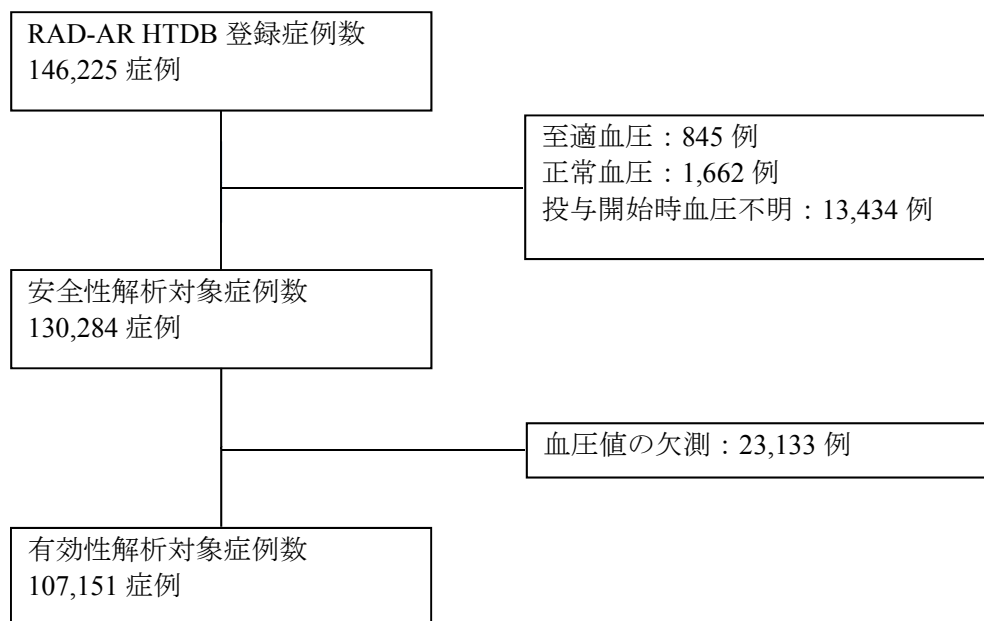 RAD-AR HTDB 登録症例数
146,225 症例
至適血圧：845 例
正常血圧：1,662 例
投与開始時血圧不明：13,434 例
安全性解析対象症例数
130,284 症例
血圧値の欠測：23,133 例
有効性解析対象症例数
107,151 症例